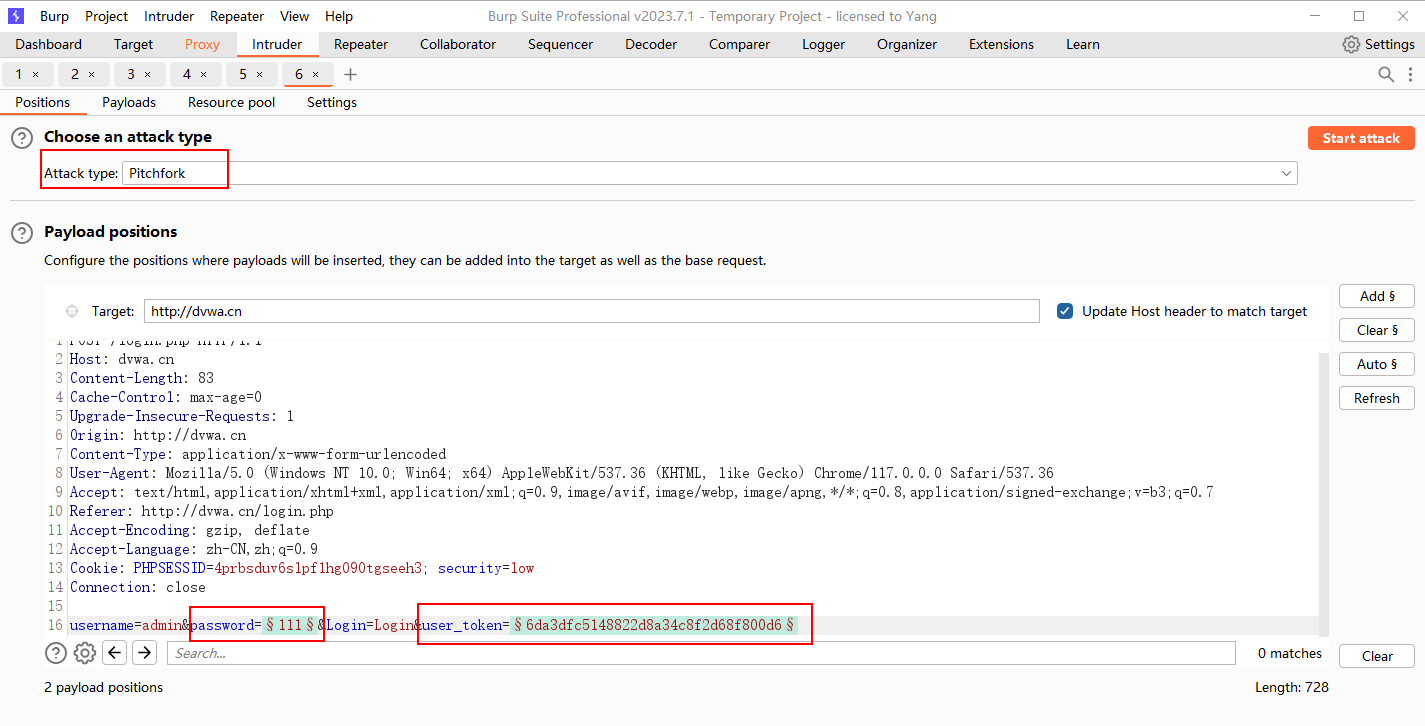 Burp Project Intruder Repeater View Help Burp Suite Professional v2023.7.1 - Temporary Project - licensed to Yang
Dashboard Target Proxy Intruder Repeater Collaborator Sequencer Decoder Comparer Logger Organizer Extensions Learn Settings
1 × 2 × 3 × 4 × 5 × 6 × +
Positions Payloads Resource pool Settings
? Choose an attack type Start attack
Attack type: Pitchfork
? Payload positions
Configure the positions where payloads will be inserted, they can be added into the target as well as the base request.
Target: http://dvwa.cn Update Host header to match target Add §
Clear §
Auto §
Refresh
1 POST /login.php HTTP/1.1
2 Host: dvwa.cn
3 Content-Length: 83
4 Cache-Control: max-age=0
5 Upgrade-Insecure-Requests: 1
6 Origin: http://dvwa.cn
7 Content-Type: application/x-www-form-urlencoded
8 User-Agent: Mozilla/5.0 (Windows NT 10.0; Win64; x64) AppleWebKit/537.36 (KHTML, like Gecko) Chrome/117.0.0.0 Safari/537.36
9 Accept: text/html,application/xhtml+xml,application/xml;q=0.9,image/avif,image/webp,image/apng,*/*;q=0.8,application/signed-exchange;v=b3;q=0.7
10 Referer: http://dvwa.cn/login.php
11 Accept-Encoding: gzip, deflate
12 Accept-Language: zh-CN,zh;q=0.9
13 Cookie: PHPSESSID=4prbsduv6slpflhg090tgseeh3; security=low
14 Connection: close
15
16 username=admin&password=§111§&Login=Login&user_token=§6da3dfc5148822d8a34c8f2d68f800d6§
? Search... 0 matches Clear
2 payload positions Length: 728